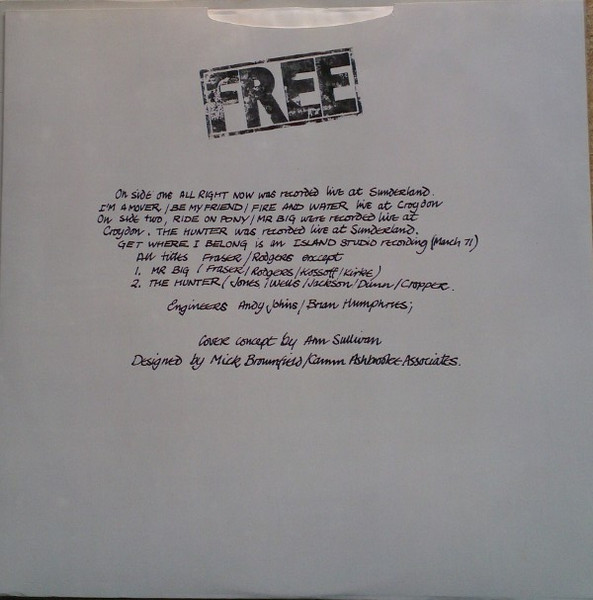 FREE
On side one ALL RIGHT NOW was recorded live at Sunderland.
I'M A MOVER / BE MY FRIEND / FIRE AND WATER live at Croydon
On side two, RIDE ON PONY / MR BIG were recorded live at
Croydon. THE HUNTER was recorded live at Sunderland.
GET WHERE I BELONG is an ISLAND STUDIO recording (March 71)
All titles Fraser / Rodgers except
1. MR BIG (Fraser / Rodgers / Kossoff / Kirke)
2. THE HUNTER (Jones / Wells / Jackson / Dunn / Cropper.
Engineers Andy Johns / Brian Humphries;
Cover concept by Ann Sullivan
Designed by Mick Brownfield / Kamm Ashbrooke-Associates.